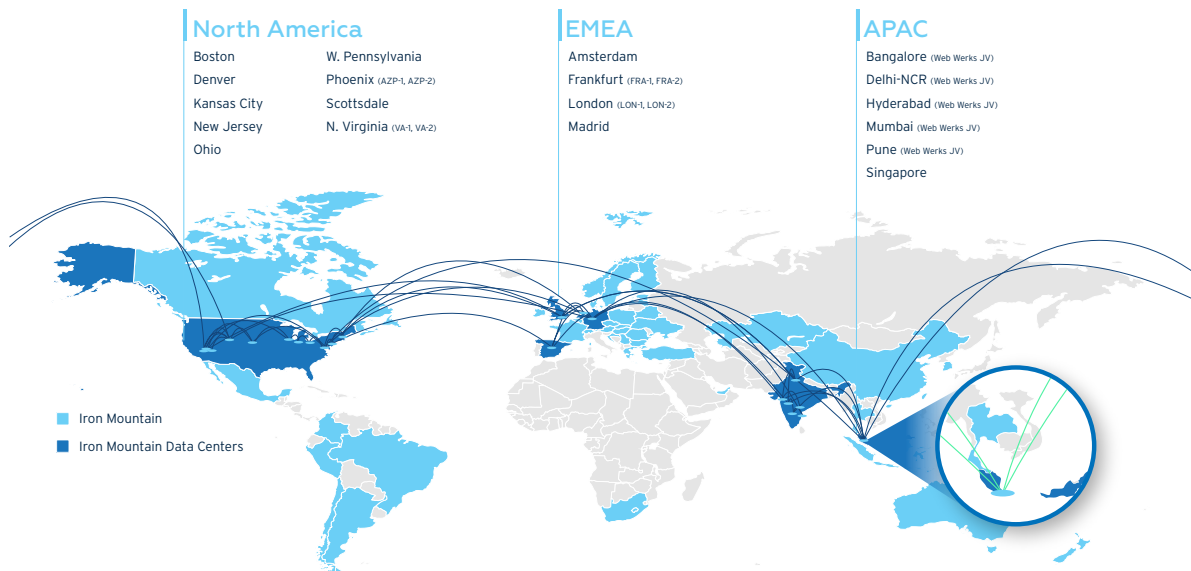 North America
Boston
Denver
Kansas City
New Jersey
Ohio
W. Pennsylvania
Phoenix (AZP-1, AZP-2)
Scottsdale
N. Virginia (VA-1, VA-2)
EMEA
Amsterdam
Frankfurt (FRA-1, FRA-2)
London (LON-1, LON-2)
Madrid
APAC
Bangalore (Web Werks JV)
Delhi-NCR (Web Werks JV)
Hyderabad (Web Werks JV)
Mumbai (Web Werks JV)
Pune (Web Werks JV)
Singapore
Iron Mountain
Iron Mountain Data Centers